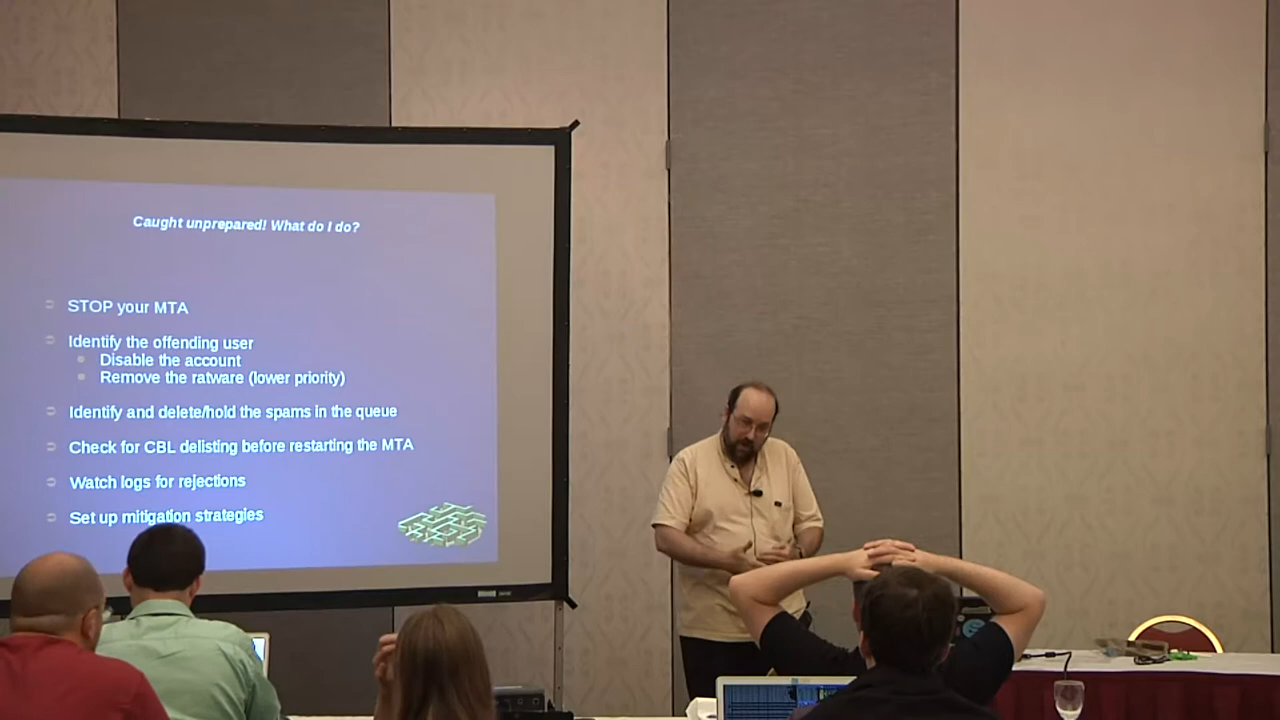 Caught unprepared! What do I do?
STOP your MTA
Identify the offending user
Disable the account
Remove the ratware (lower priority)
Identify and delete/hold the spams in the queue
Check for CBL delisting before restarting the MTA
Watch logs for rejections
Set up mitigation strategies